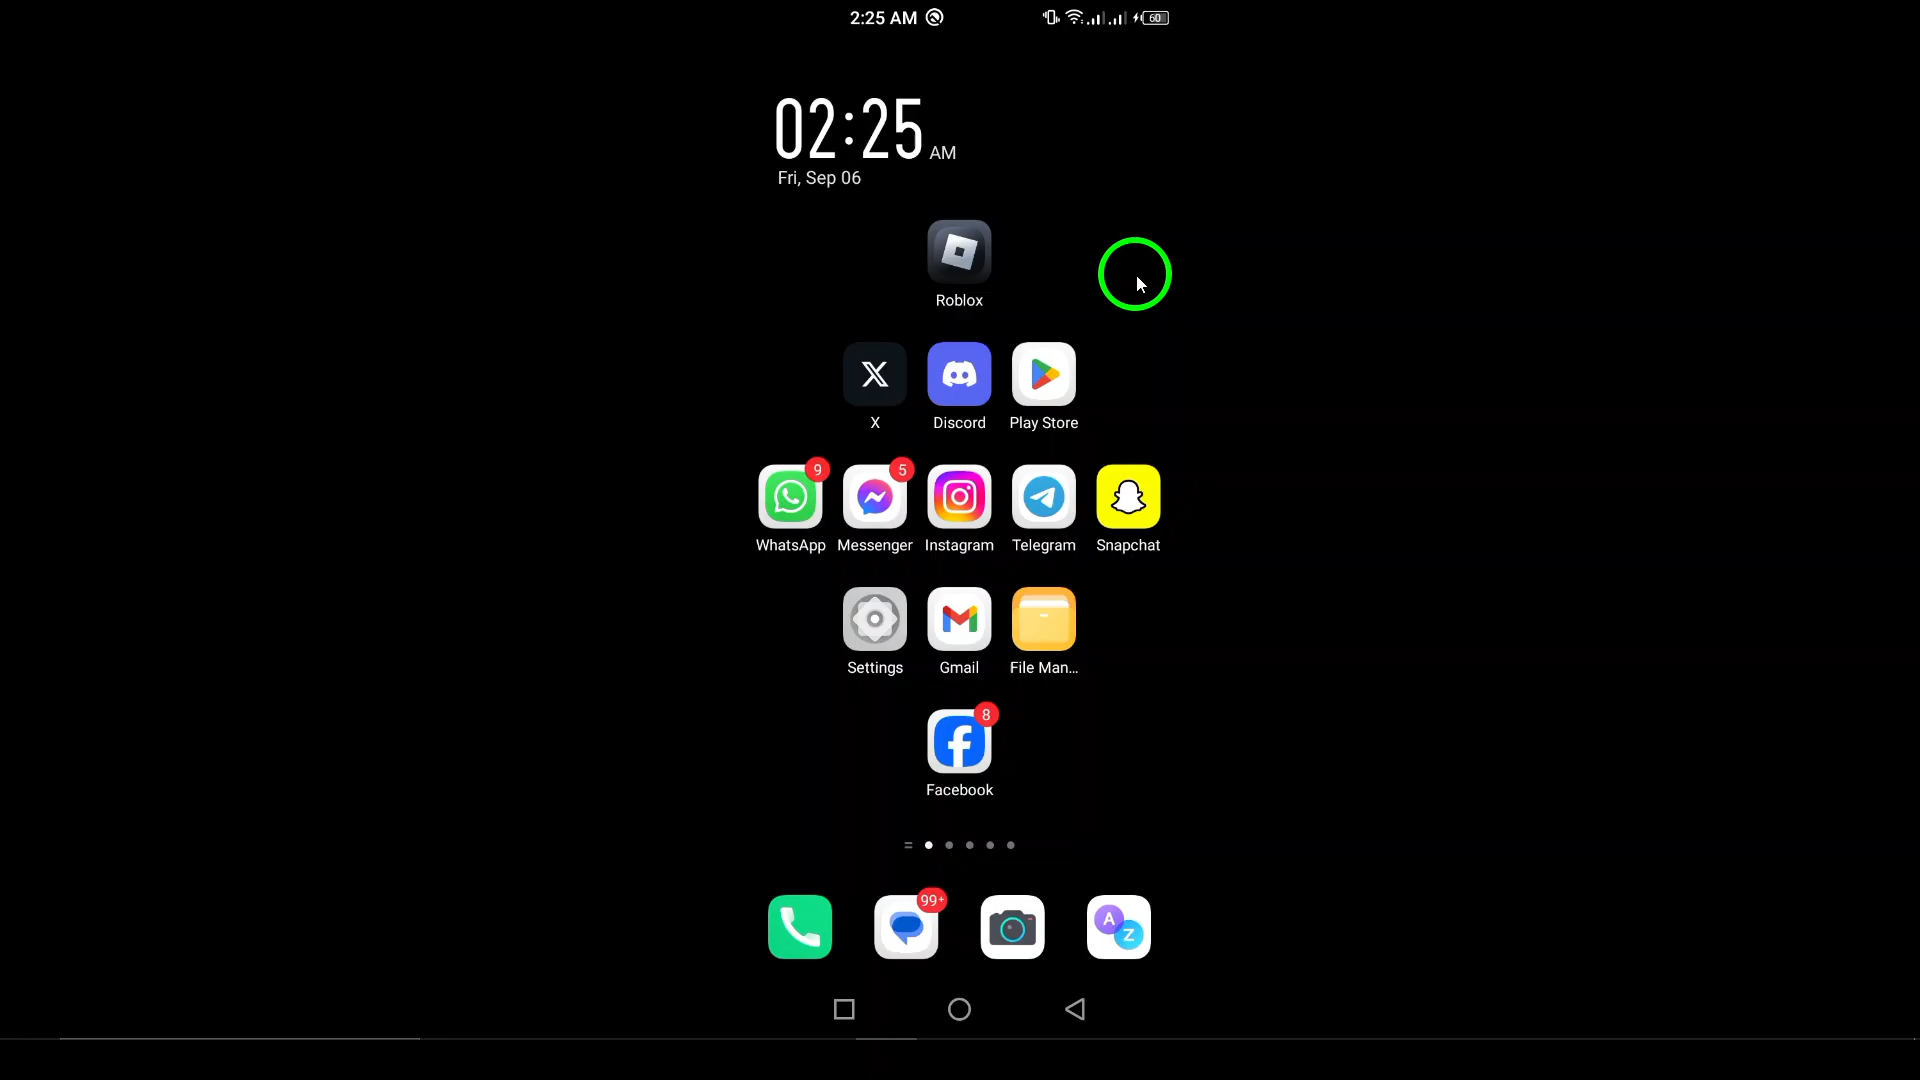 2:25 AM
60
02:25 AM
Fri, Sep 06
Roblox
X
Discord
Play Store
9
5
WhatsApp
Messenger
Instagram
Telegram
Snapchat
Settings
Gmail
File Man...
8
Facebook
99+
A
Z